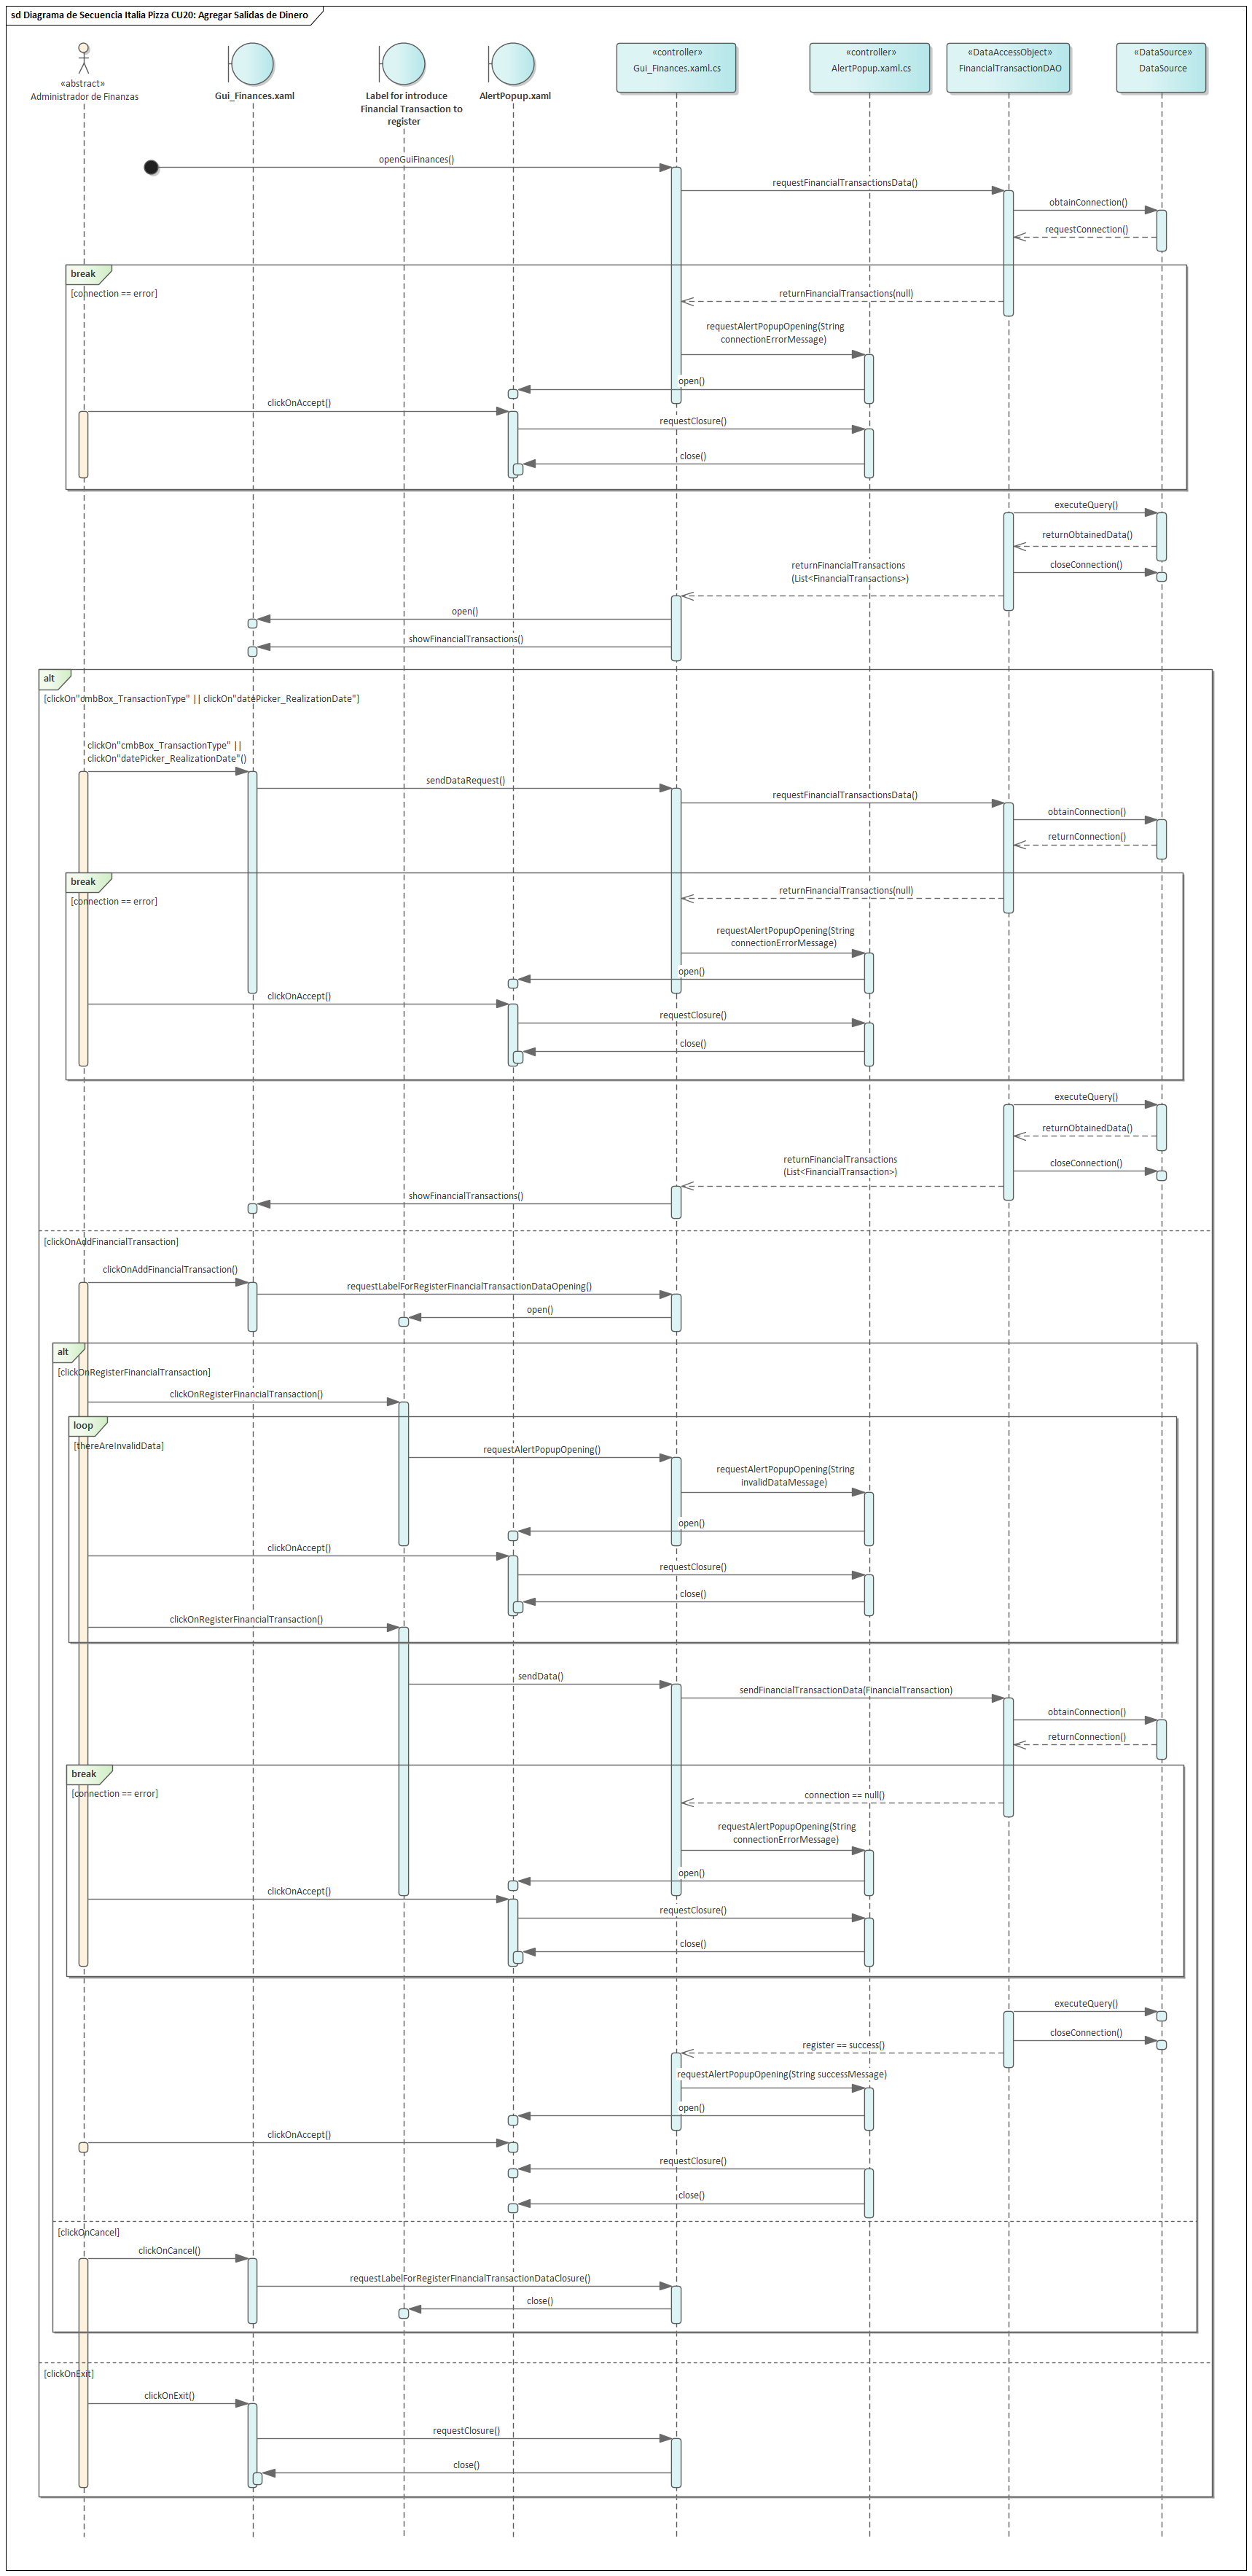 sd Diagrama de Secuencia Italia Pizza CU20: Agregar Salidas de Dinero
«abstract»
Administrador de Finanzas
Gui_Finances.xaml
Label for introduce
Financial Transaction to
register
AlertPopup.xaml
«controller»
Gui_Finances.xaml.cs
«controller»
AlertPopup.xaml.cs
«DataAccessObject»
FinancialTransactionDAO
«DataSource»
DataSource
openGuiFinances()
requestFinancialTransactionsData()
obtainConnection()
requestConnection()
break
[connection == error]
returnFinancialTransactions(null)
requestAlertPopupOpening(String
connectionErrorMessage)
open()
clickOnAccept()
requestClosure()
close()
executeQuery()
returnObtainedData()
closeConnection()
returnFinancialTransactions
(List<FinancialTransactions>)
open()
showFinancialTransactions()
alt
[clickOn"cmbBox_TransactionType" || clickOn"datePicker_RealizationDate"]
clickOn"cmbBox_TransactionType" ||
clickOn"datePicker_RealizationDate"()
sendDataRequest()
requestFinancialTransactionsData()
obtainConnection()
returnConnection()
break
[connection == error]
returnFinancialTransactions(null)
requestAlertPopupOpening(String
connectionErrorMessage)
open()
clickOnAccept()
requestClosure()
close()
executeQuery()
returnObtainedData()
returnFinancialTransactions
(List<FinancialTransaction>)
closeConnection()
showFinancialTransactions()
[clickOnAddFinancialTransaction]
clickOnAddFinancialTransaction()
requestLabelForRegisterFinancialTransactionDataOpening()
open()
alt
[clickOnRegisterFinancialTransaction]
clickOnRegisterFinancialTransaction()
loop
[thereAreInvalidData]
requestAlertPopupOpening()
requestAlertPopupOpening(String
invalidDataMessage)
open()
clickOnAccept()
requestClosure()
close()
clickOnRegisterFinancialTransaction()
sendData()
sendFinancialTransactionData(FinancialTransaction)
obtainConnection()
returnConnection()
break
[connection == error]
connection == null()
requestAlertPopupOpening(String
connectionErrorMessage)
open()
clickOnAccept()
requestClosure()
close()
executeQuery()
closeConnection()
register == success()
requestAlertPopupOpening(String successMessage)
open()
clickOnAccept()
requestClosure()
close()
[clickOnCancel]
clickOnCancel()
requestLabelForRegisterFinancialTransactionDataClosure()
close()
[clickOnExit]
clickOnExit()
requestClosure()
close()